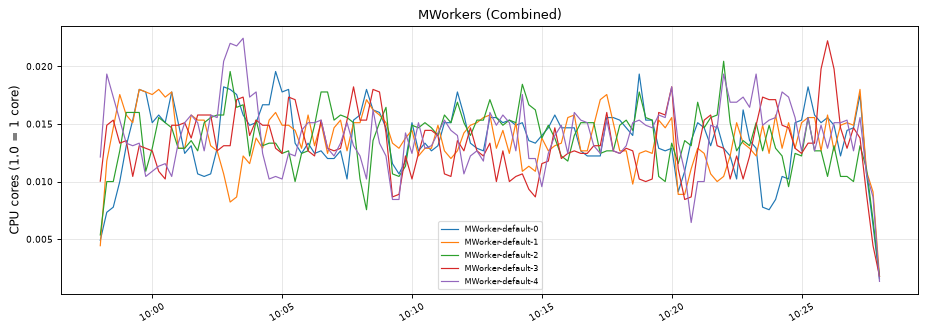 MWorkers (Combined)
CPU cores (1.0 = 1 core)
0.020
0.015
0.010
0.005
MWorker-default-0
MWorker-default-1
MWorker-default-2
MWorker-default-3
MWorker-default-4
10:00
10:05
10:10
10:15
10:20
10:25